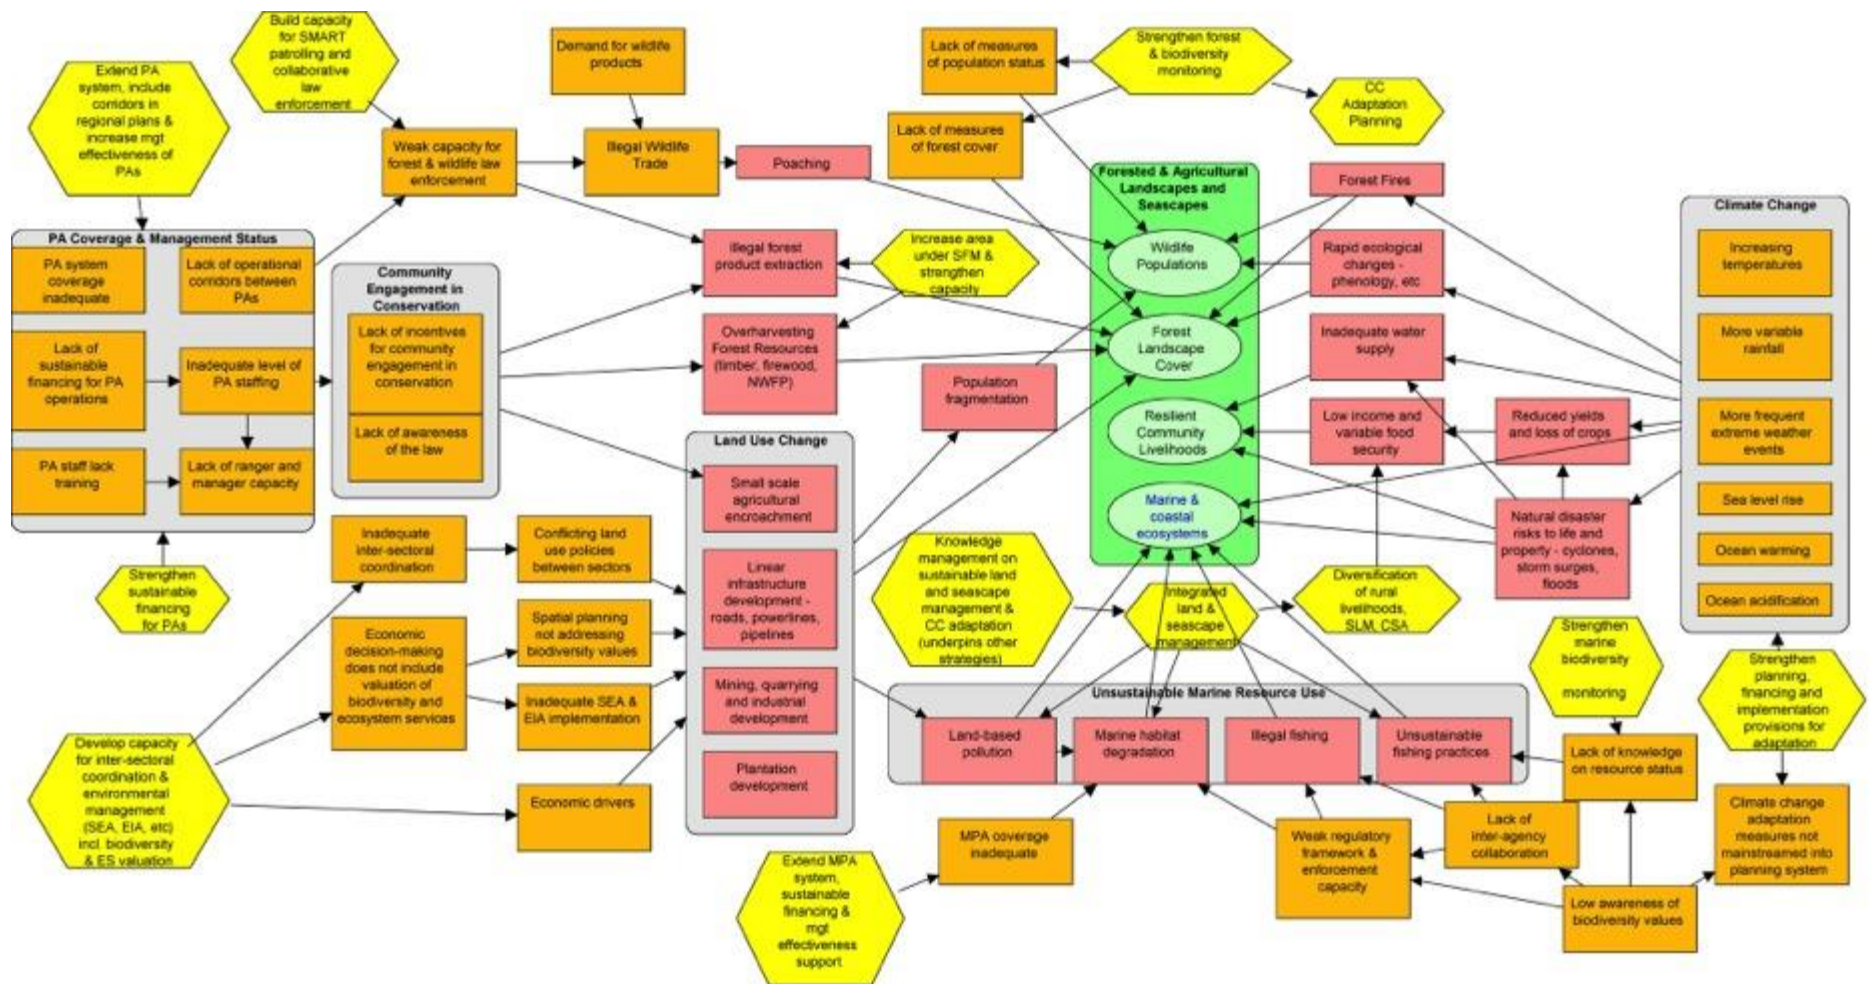 Build capacity
for SMART
patrolling and
collaborative
law
enforcement
Demand for wildlife
products
Lack of measures
of population status
Strengthen forest
& biodiversity
monitoring
CC
Adaptation
Planning
Extend PA
system, include
corridors in
regional plans &
increase mgt
effectiveness of
PAs
Weak capacity for
forest & wildlife law
enforcement
Illegal Wildlife
Trade
Poaching
Lack of measures
of forest cover
Forested & Agricultural
Landscapes and
Seascapes
Wildlife
Populations
Forest
Landscape
Cover
Resilient
Community
Livelihoods
Marine &
coastal
ecosystems
Forest Fires
Rapid ecological
changes -
phenology, etc
Inadequate water
supply
Low income and
variable food
security
Reduced yields
and loss of crops
Natural disaster
risks to life and
property - cyclones,
storm surges,
floods
Climate Change
Increasing
temperatures
More variable
rainfall
More frequent
extreme weather
events
Sea level rise
Ocean warming
Ocean acidification
PA Coverage & Management Status
PA system
coverage
inadequate
Lack of operational
corridors between
PAs
Lack of
sustainable
financing for PA
operations
Inadequate level of
PA staffing
PA staff lack
training
Lack of ranger and
manager capacity
Community
Engagement in
Conservation
Lack of incentives
for community
engagement in
conservation
Lack of awareness
of the law
Illegal forest
product extraction
Increase area
under SFM &
strengthen
capacity
Overharvesting
Forest Resources
(timber, firewood,
NWFP)
Population
fragmentation
Land Use Change
Small scale
agricultural
encroachment
Linear
infrastructure
development -
roads, powerlines,
pipelines
Mining, quarrying
and industrial
development
Plantation
development
Strengthen
sustainable
financing
for PAs
Inadequate
inter-sectoral
coordination
Conflicting land
use policies
between sectors
Economic
decision-making
does not include
valuation of
biodiversity and
ecosystem services
Spatial planning
not addressing
biodiversity values
Inadequate SEA &
EIA implementation
Economic drivers
Develop capacity
for inter-sectoral
coordination &
environmental
management
(SEA, EIA, etc)
incl. biodiversity
& ES valuation
Knowledge
management on
sustainable land
and seascape
management &
CC adaptation
(underpins other
strategies)
Integrated
land &
seascape
management
Diversification
of rural
livelihoods,
SLM, CSA
Strengthen
marine
biodiversity
monitoring
Strengthen
planning,
financing and
implementation
provisions for
adaptation
Unsustainable Marine Resource Use
Land-based
pollution
Marine habitat
degradation
Illegal fishing
Unsustainable
fishing practices
Lack of knowledge
on resource status
MPA coverage
inadequate
Extend MPA
system,
sustainable
financing &
mgt
effectiveness
support
Weak regulatory
framework &
enforcement
capacity
Lack of
inter-agency
collaboration
Climate change
adaptation
measures not
mainstreamed into
planning system
Low awareness of
biodiversity values